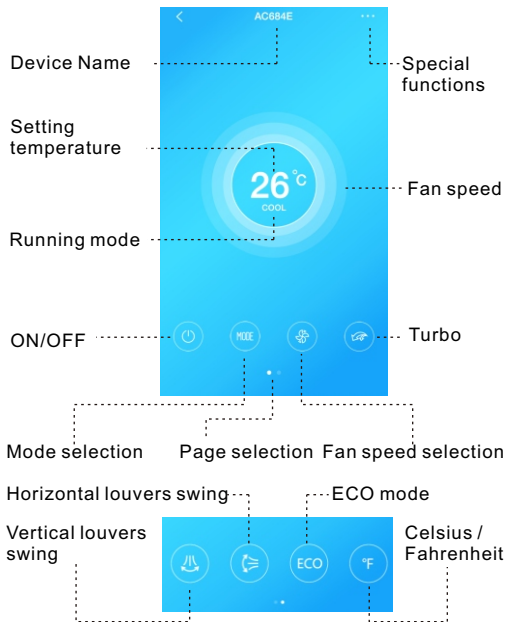 AC684E
Device Name
Special
functions
Setting
temperature
26°C
COOL
Fan speed
Running mode
ON/OFF
MODE
Turbo
Mode selection
Page selection
Fan speed selection
Horizontal louvers swing
ECO mode
Vertical louvers
swing
ECO
°F
Celsius /
Fahrenheit